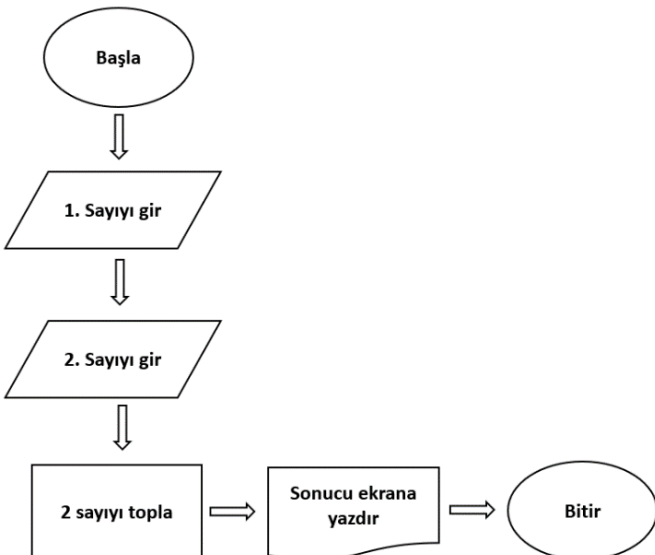 Başla
1. Sayıyı gir
2. Sayıyı gir
2 sayıyı topla
Sonucu ekrana
yazdır
Bitir